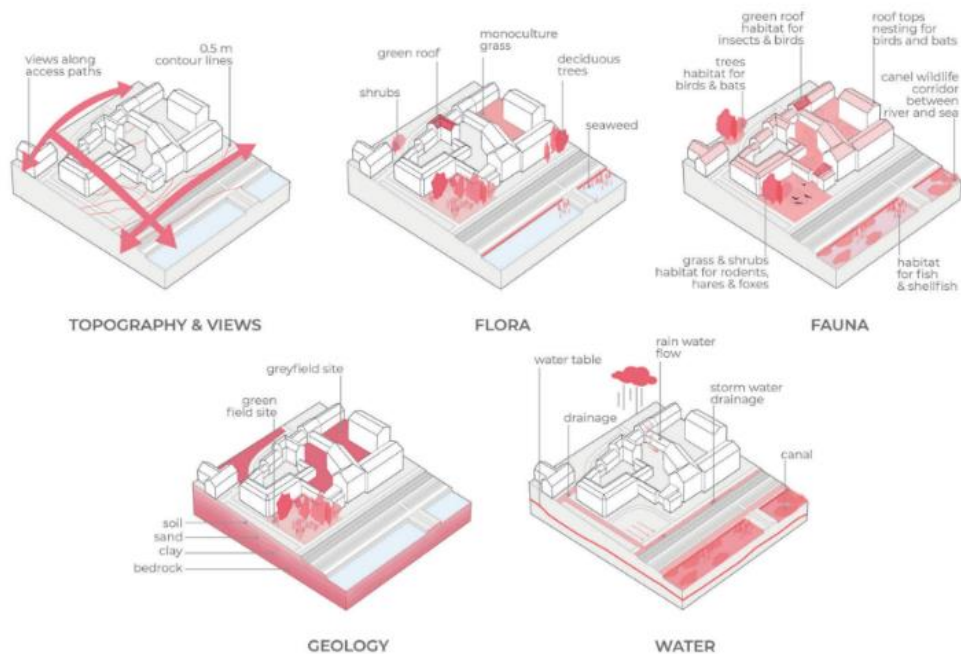 views along
access paths
0.5 m
contour lines
TOPOGRAPHY & VIEWS
green roof
monoculture
grass
deciduous
trees
shrubs
seaweed
FLORA
green roof
habitat for
insects & birds
roof tops
nesting for
birds and bats
trees
habitat for
birds & bats
canel wildlife
corridor
between
river and sea
grass & shrubs
habitat for rodents,
hares & foxes
habitat
for fish
& shellfish
FAUNA
greyfield site
green
field site
soil
sand
clay
bedrock
GEOLOGY
water table
rain water
flow
drainage
storm water
drainage
canal
WATER